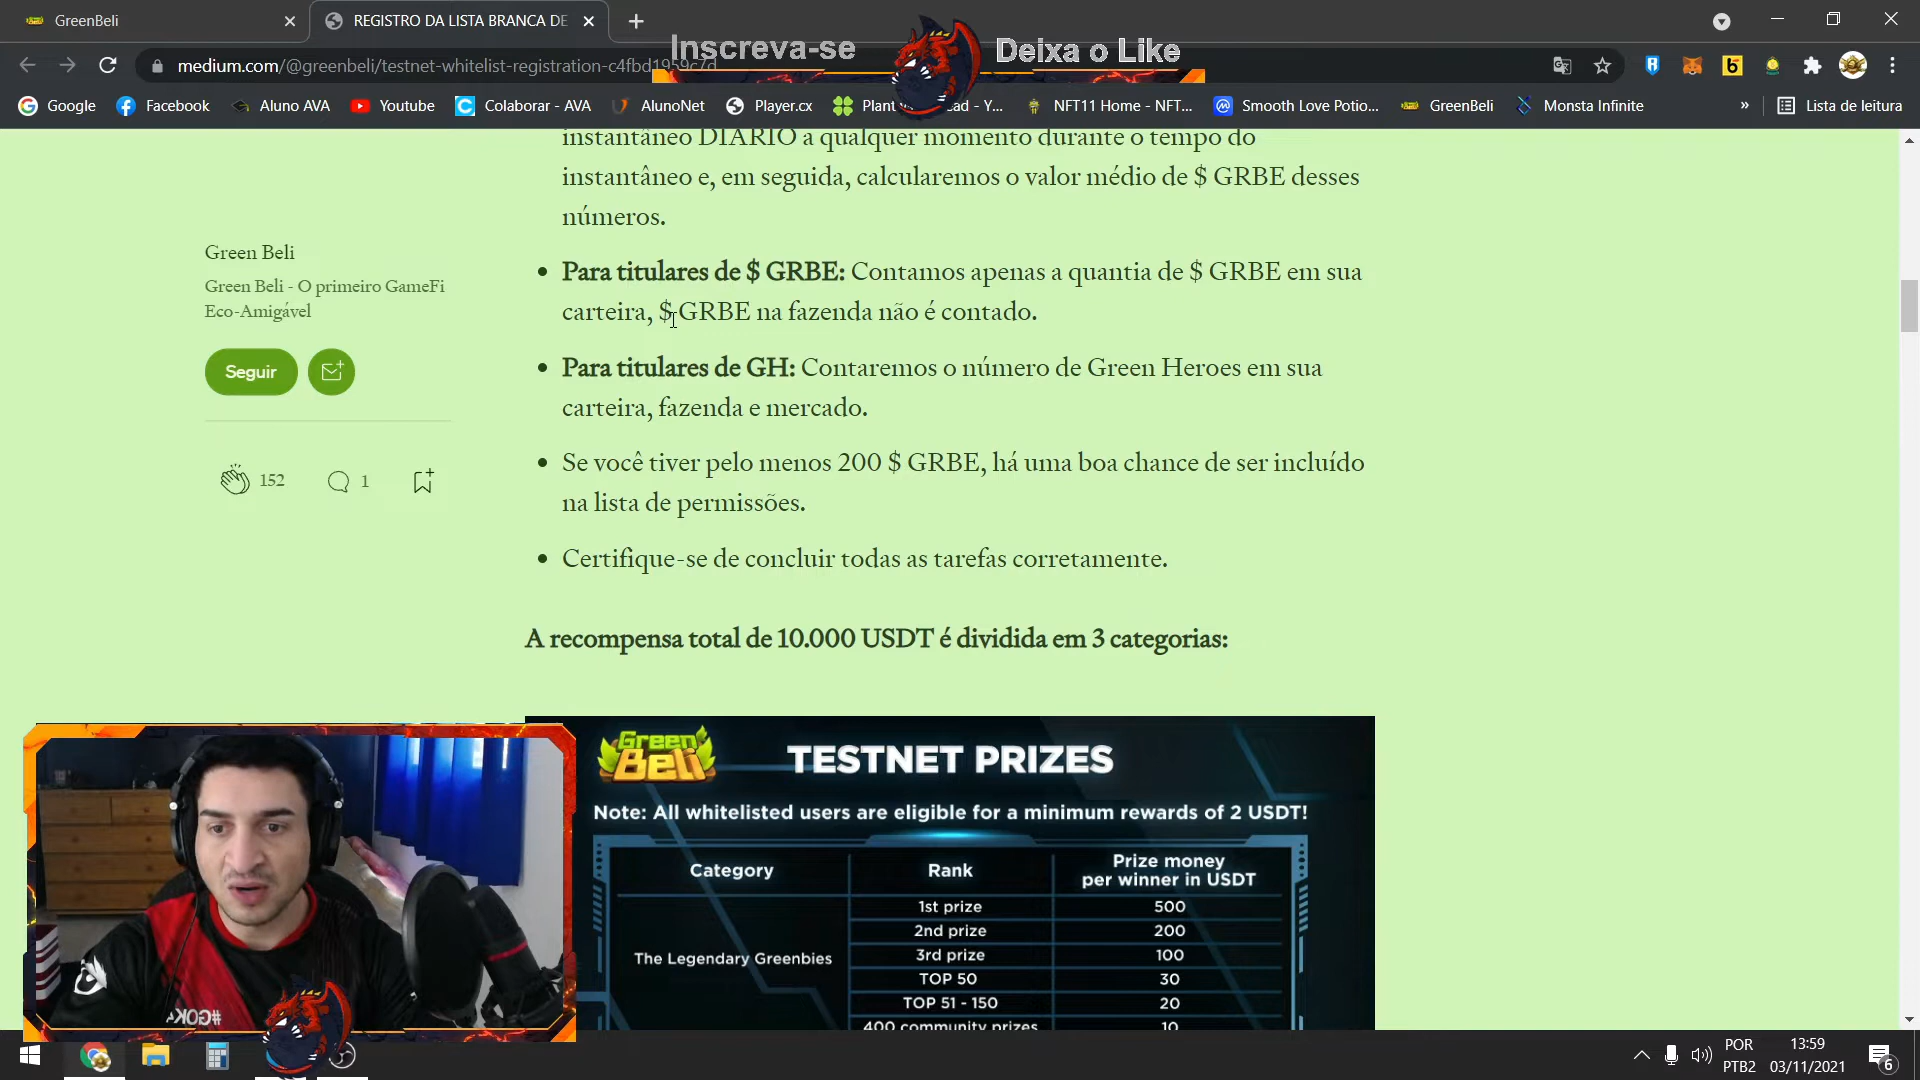 GreenBeli
REGISTRO DA LISTA BRANCA DE
Inscreva-se
Deixa o Like
medium.com/@greenbeli/testnet-whitelist-registration-c4fbd1959c7d
Google
Facebook
Aluno AVA
Youtube
Colaborar - AVA
AlunoNet
Player.cx
NFT11 Home - NFT...
Smooth Love Potio...
GreenBeli
Monsta Infinite
»
Lista de leitura
instantâneo DIÁRIO a qualquer momento durante o tempo do
instantâneo e, em seguida, calcularemos o valor médio de $ GRBE desses
números.
Green Beli
Green Beli - O primeiro GameFi
Eco-Amigável
Seguir
152
1
• Para titulares de $ GRBE: Contamos apenas a quantia de $ GRBE em sua
carteira, $ GRBE na fazenda não é contado.
• Para titulares de GH: Contaremos o número de Green Heroes em sua
carteira, fazenda e mercado.
• Se você tiver pelo menos 200 $ GRBE, há uma boa chance de ser incluído
na lista de permissões.
• Certifique-se de concluir todas as tarefas corretamente.
A recompensa total de 10.000 USDT é dividida em 3 categorias:
Green Beli
TESTNET PRIZES
Note: All whitelisted users are eligible for a minimum rewards of 2 USDT!
Category
Rank
Prize money
per winner in USDT
The Legendary Greenbies
1st prize
500
2nd prize
200
3rd prize
100
TOP 50
30
TOP 51 - 150
20
400 community prizes
10
POR
PTB2
13:59
03/11/2021
6